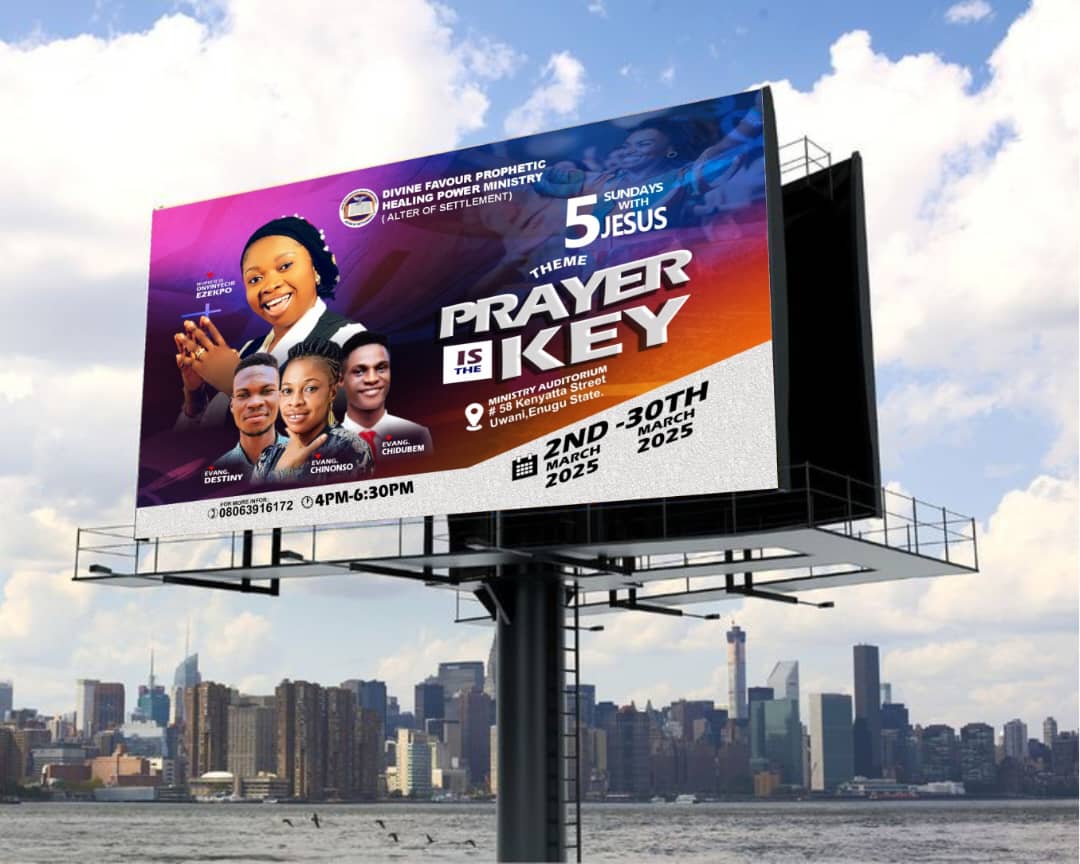 DIVINE FAVOUR PROPHETIC
HEALING POWER MINISTRY
( ALTER OF SETTLEMENT)
5 SUNDAYS
WITH
JESUS
THEME
PRAYER
IS THE KEY
ONYINYECHI
EZEKPO
MINISTRY AUDITORIUM
# 58 Kenyatta Street
Uwani,Enugu State.
EVANG.
DESTINY
EVANG.
CHINONSO
EVANG.
CHIDUBEM
2ND -30TH
MARCH MARCH
2025 2025
FOR MORE INFOR:
08063916172
4PM-6:30PM